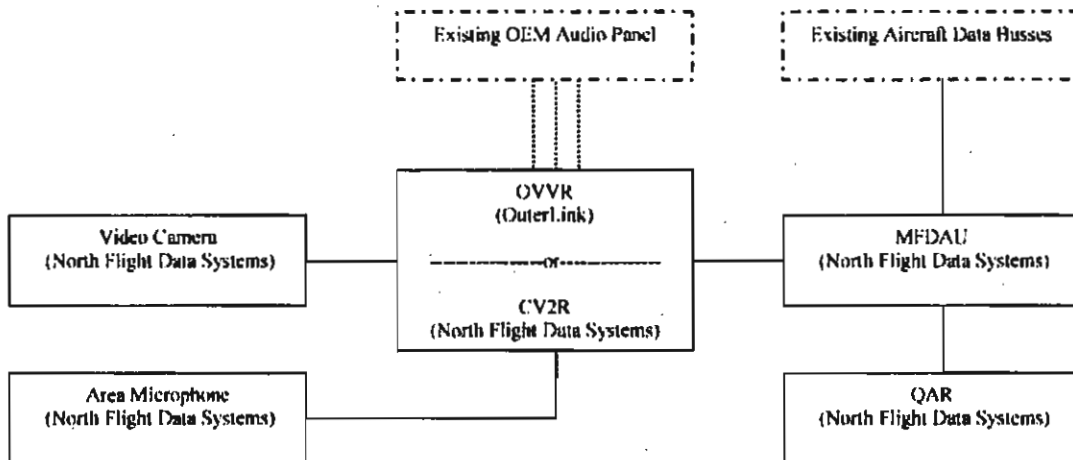 Existing OEM Audio Panel
Existing Aircraft Data Busses
OVVR
(OuterLink)
or
CV2R
(North Flight Data Systems)
Video Camera
(North Flight Data Systems)
MFDAU
(North Flight Data Systems)
Area Microphone
(North Flight Data Systems)
QAR
(North Flight Data Systems)